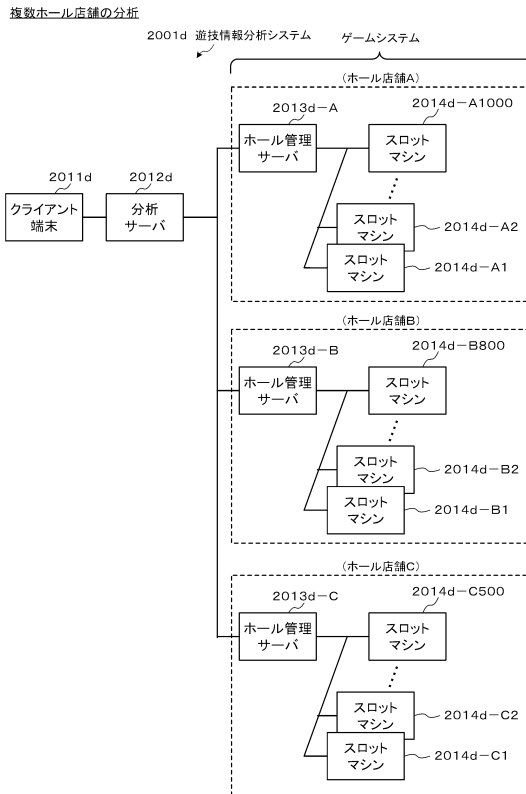 複数ホール店舗の分析
2001d 遊技情報分析システム
ゲームシステム
(ホール店舗A)
2013d-A
2014d-A1000
ホール管理
サーバ
スロット
マシン
2011d
2012d
クライアント
端末
分析
サーバ
スロット
マシン
2014d-A2
スロット
マシン
2014d-A1
(ホール店舗B)
2013d-B
2014d-B800
ホール管理
サーバ
スロット
マシン
スロット
マシン
2014d-B2
スロット
マシン
2014d-B1
(ホール店舗C)
2013d-C
2014d-C500
ホール管理
サーバ
スロット
マシン
スロット
マシン
2014d-C2
スロット
マシン
2014d-C1